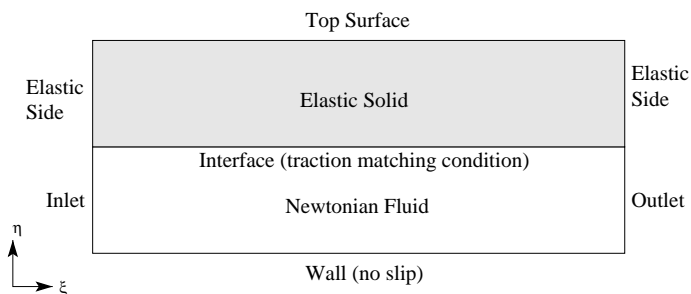 Top Surface
Elastic
Side
Elastic Solid
Elastic
Side
Interface (traction matching condition)
Inlet
Newtonian Fluid
Outlet
η
ξ
Wall (no slip)